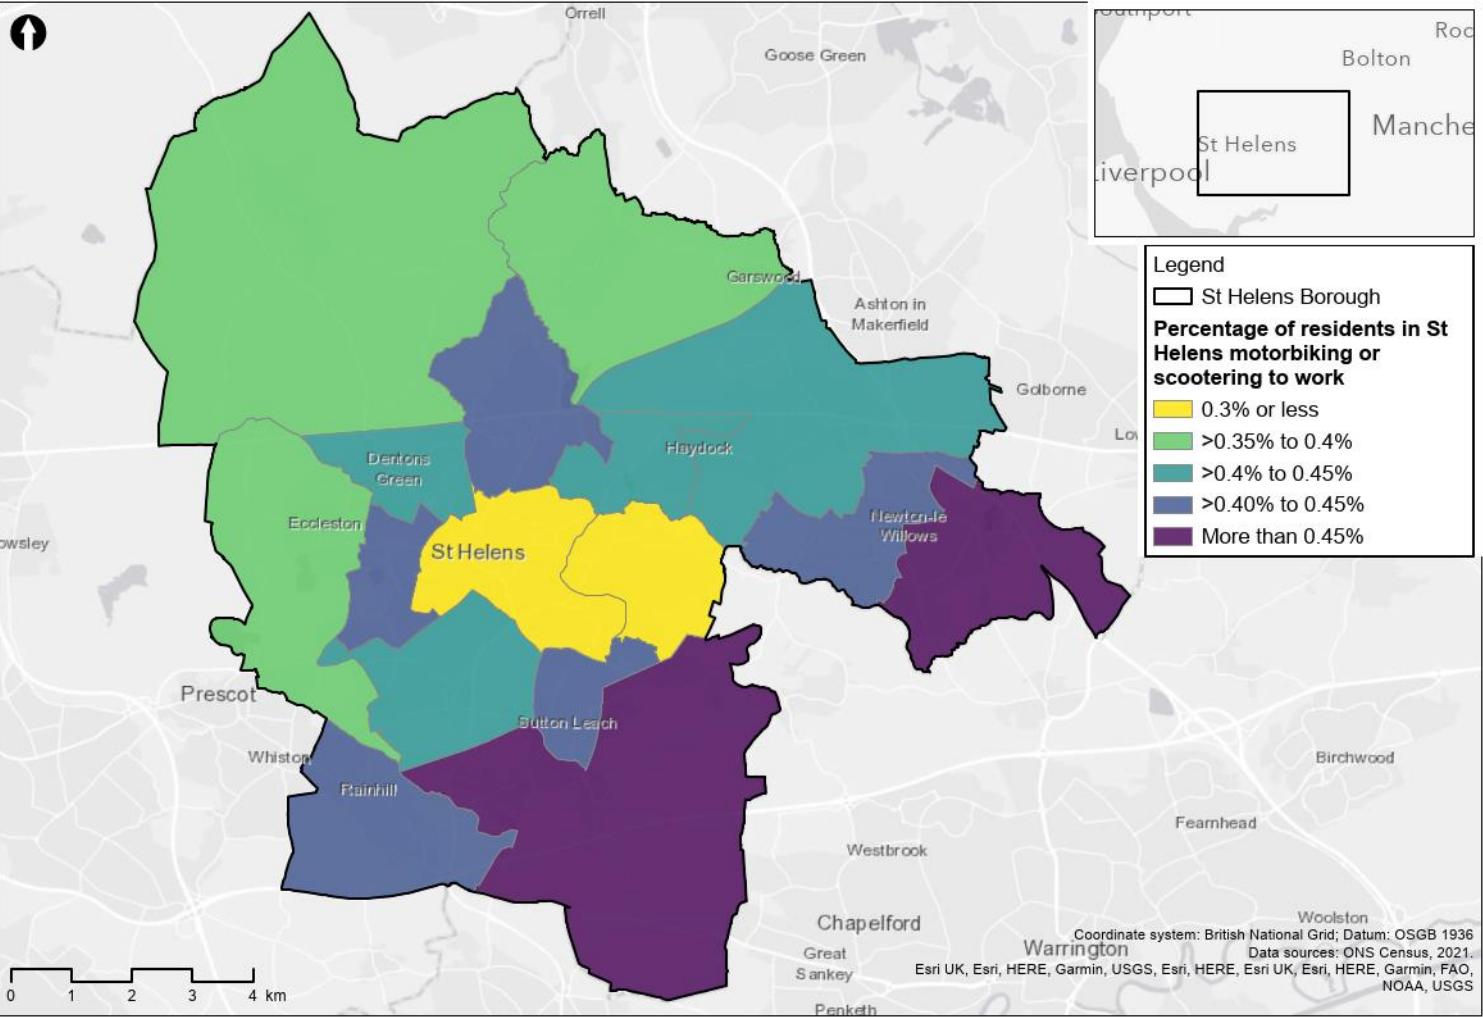 Orrell
Goose Green
Bolton
Manche
St Helens
Liverpool
Legend
St Helens Borough
Percentage of residents in St
Helens motorbiking or
scootering to work
0.3% or less
>0.35% to 0.4%
>0.4% to 0.45%
>0.40% to 0.45%
More than 0.45%
Garswood
Ashton in
Makerfield
Golborne
Haydock
Dentons
Green
Eccleston
St Helens
Newton-le
Willows
owsley
Prescot
Whiston
Sutton Leach
Rainhill
Birchwood
Fearnhead
Westbrook
Chapelford
Great
Sankey
Penketh
Warrington
Woolston
Coordinate system: British National Grid; Datum: OSGB 1936
Data sources: ONS Census, 2021.
Esri UK, Esri, HERE, Garmin, USGS, Esri, HERE, Esri UK, Esri, HERE, Garmin, FAO,
NOAA, USGS
0 1 2 3 4 km